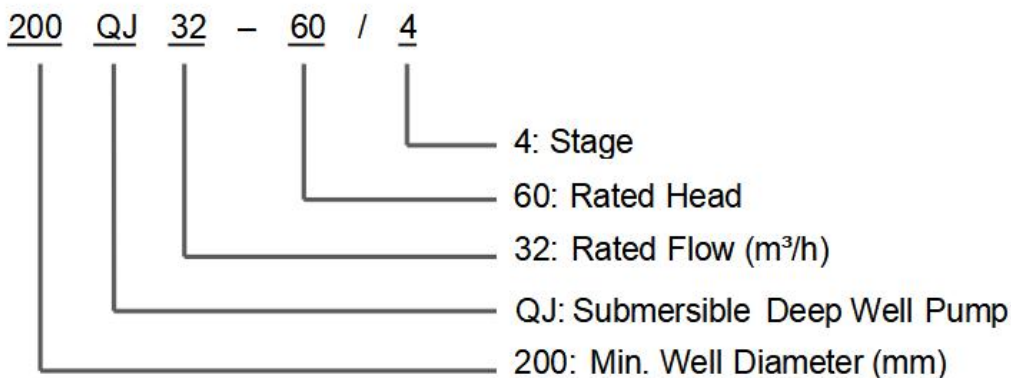 200 QJ 32 – 60 / 4
4: Stage
60: Rated Head
32: Rated Flow (m³/h)
QJ: Submersible Deep Well Pump
200: Min. Well Diameter (mm)